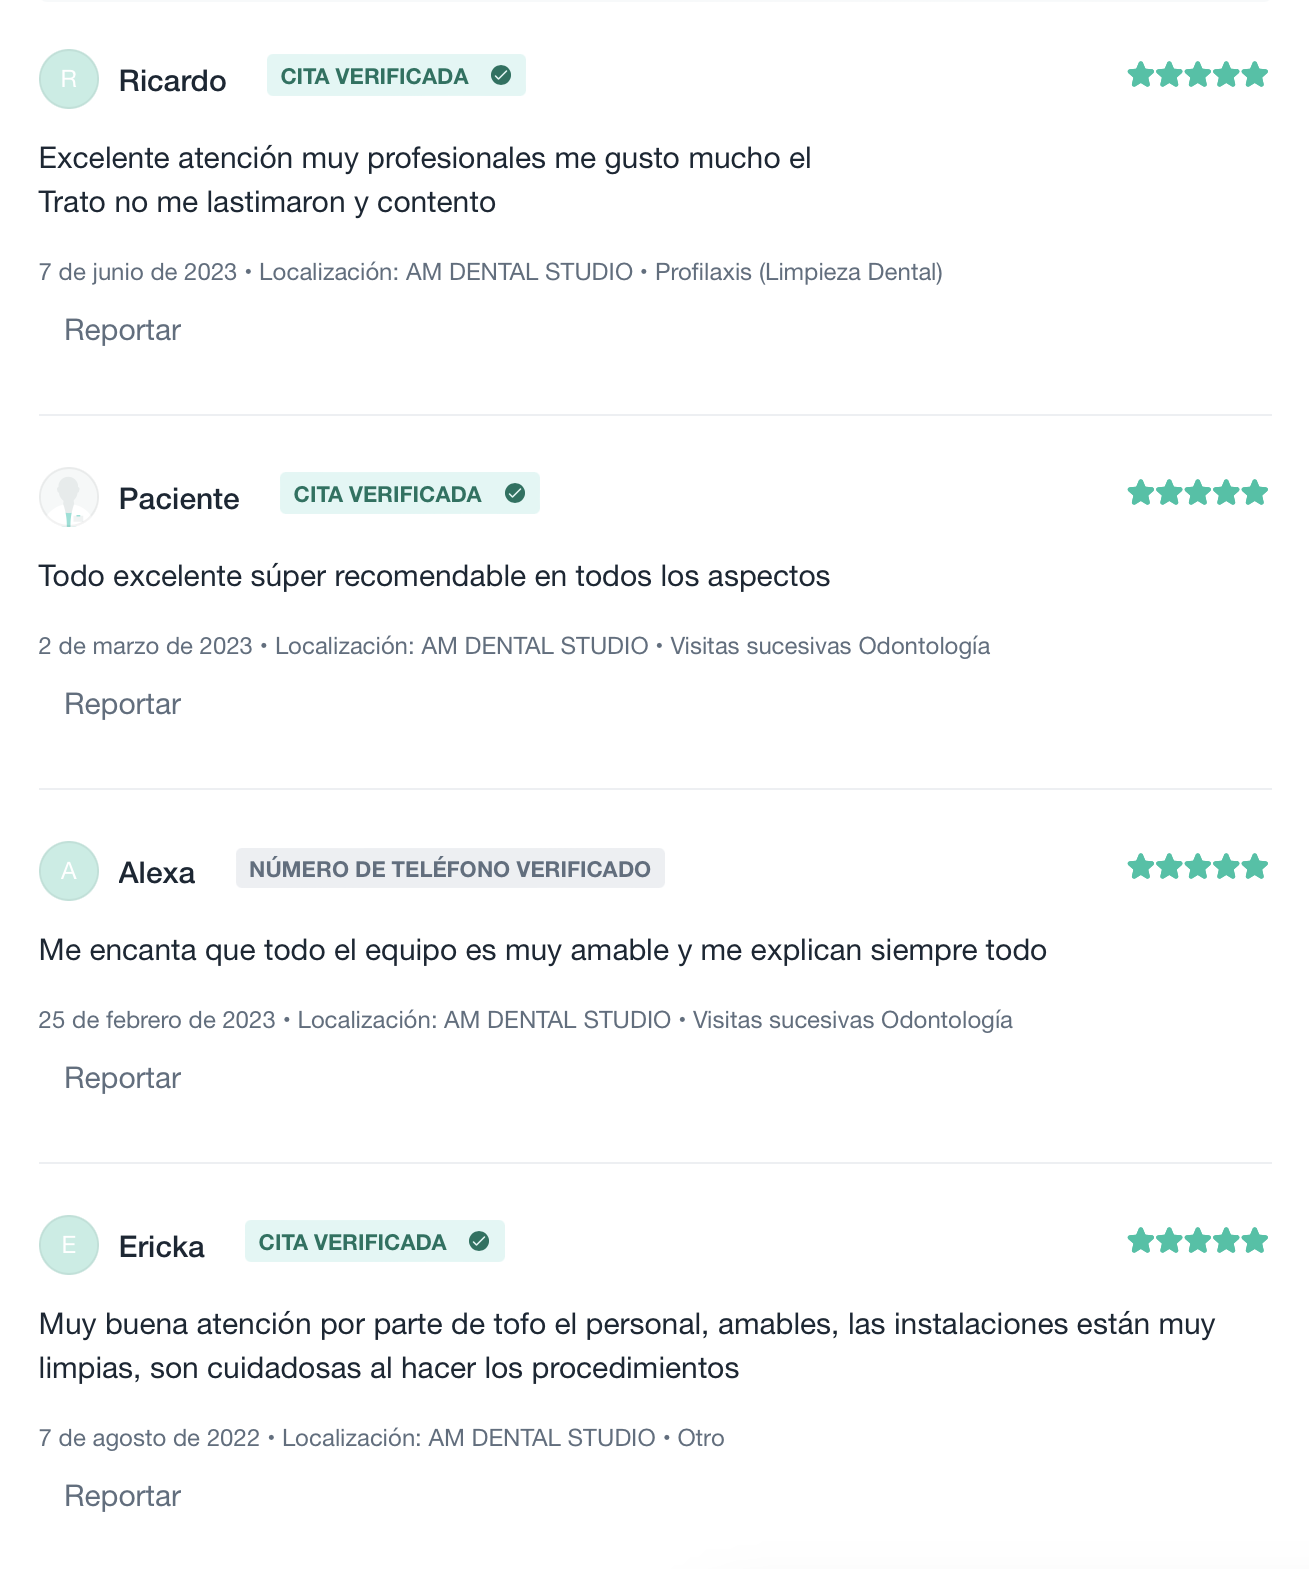 R
Ricardo
CITA VERIFICADA
Excelente atención muy profesionales me gusto mucho el
Trato no me lastimaron y contento
7 de junio de 2023 • Localización: AM DENTAL STUDIO • Profilaxis (Limpieza Dental)
Reportar
Paciente
CITA VERIFICADA
Todo excelente súper recomendable en todos los aspectos
2 de marzo de 2023 • Localización: AM DENTAL STUDIO • Visitas sucesivas Odontología
Reportar
A
Alexa
NÚMERO DE TELÉFONO VERIFICADO
Me encanta que todo el equipo es muy amable y me explican siempre todo
25 de febrero de 2023 • Localización: AM DENTAL STUDIO • Visitas sucesivas Odontología
Reportar
E
Ericka
CITA VERIFICADA
Muy buena atención por parte de tofo el personal, amables, las instalaciones están muy
limpias, son cuidadosas al hacer los procedimientos
7 de agosto de 2022 • Localización: AM DENTAL STUDIO • Otro
Reportar